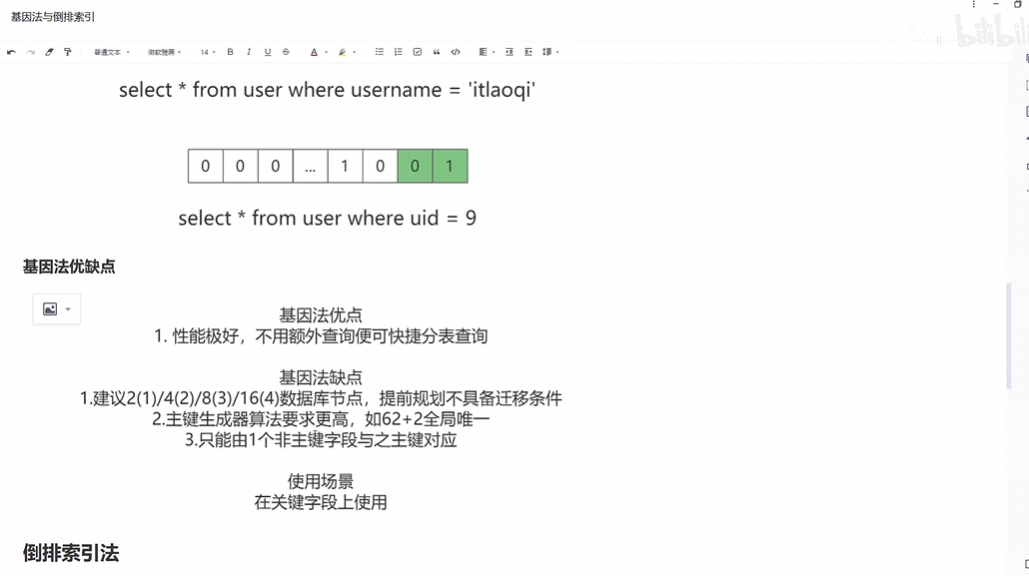 基因法与倒排索引
bilibili
普通文本 微软雅黑 14 B I U S A
select * from user where username = 'itlaoqi'
0 0 0 ... 1 0 0 1
select * from user where uid = 9
基因法优缺点
基因法优点
1. 性能极好，不用额外查询便可快捷分表查询
基因法缺点
1.建议2(1)/4(2)/8(3)/16(4)数据库节点，提前规划不具备迁移条件
2.主键生成器算法要求更高，如62+2全局唯一
3.只能由1个非主键字段与之主键对应
使用场景
在关键字段上使用
倒排索引法